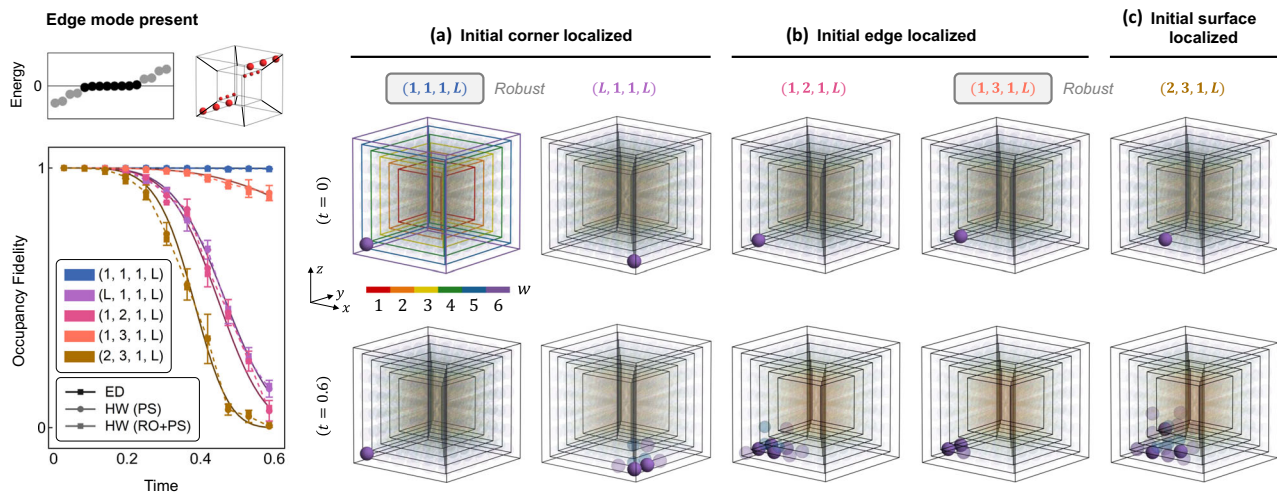 Edge mode present
Energy
0
(a) Initial corner localized
(b) Initial edge localized
(c) Initial surface
localized
(1, 1, 1, L) Robust
(L, 1, 1, L)
(1, 2, 1, L)
(1, 3, 1, L) Robust
(2, 3, 1, L)
Occupancy Fidelity
1
0
(1, 1, 1, L)
(L, 1, 1, L)
(1, 2, 1, L)
(1, 3, 1, L)
(2, 3, 1, L)
ED
HW (PS)
HW (RO+PS)
0 0.2 0.4 0.6
Time
(t = 0)
z
y
x
w
1 2 3 4 5 6
(t = 0.6)